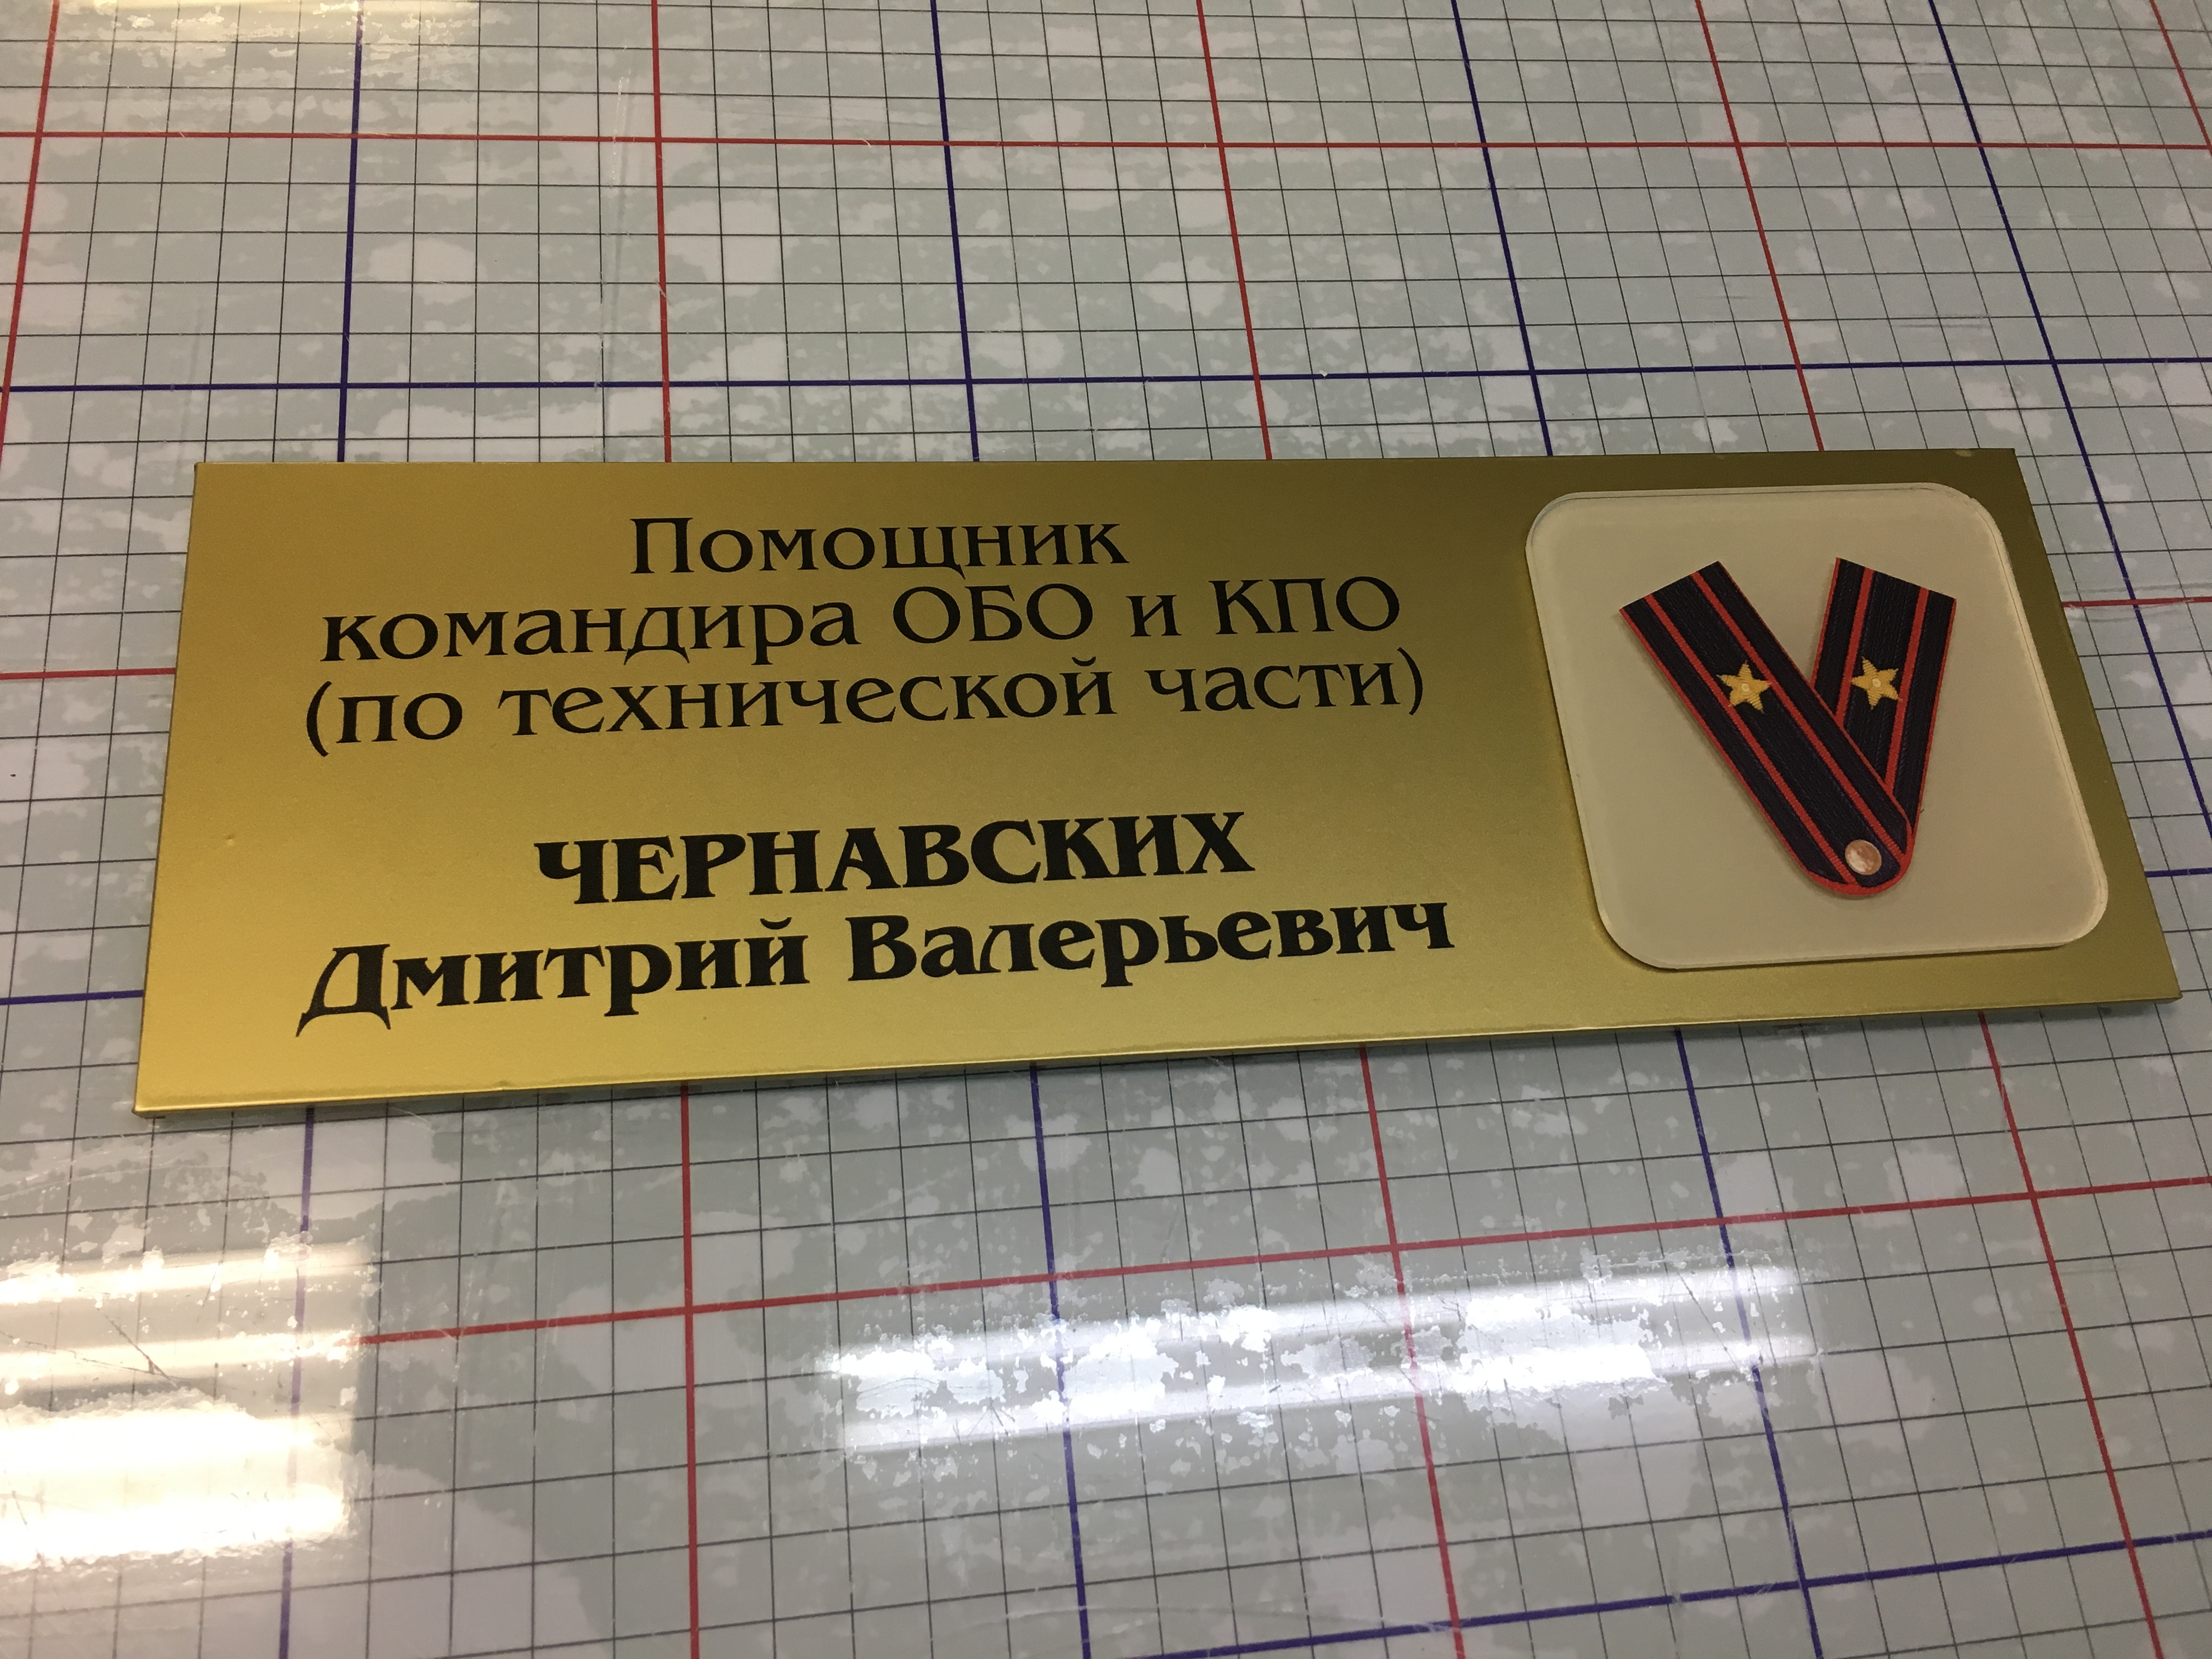 Помощник
командира ОБО и КПО
(по технической части)
ЧЕРНАВСКИХ
Дмитрий Валерьевич